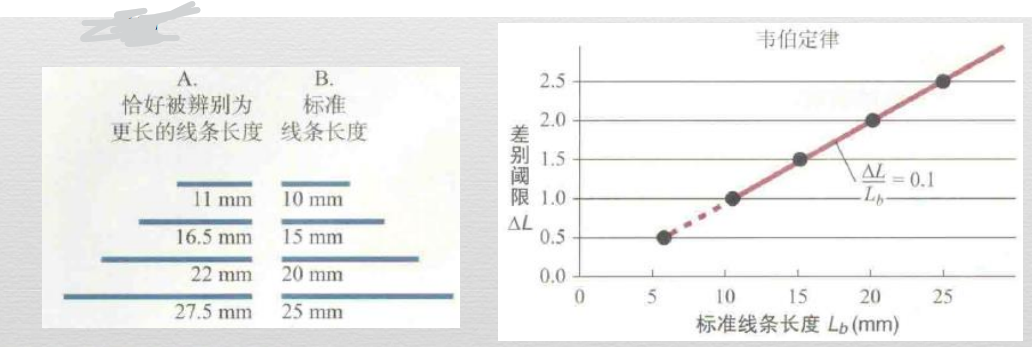 A.
恰好被辨别为
更长的线条长度
B.
标准
线条长度
11 mm
10 mm
16.5 mm
15 mm
22 mm
20 mm
27.5 mm
25 mm
韦伯定律
差别阈限
ΔL
2.5
2.0
1.5
1.0
0.5
0.0
ΔL/L_b = 0.1
0 5 10 15 20 25
标准线条长度 L_b (mm)